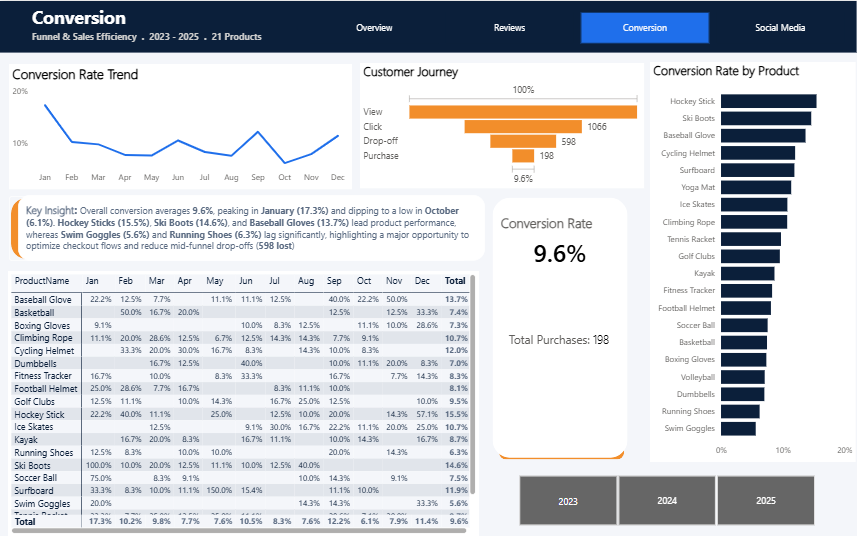 Conversion
Funnel & Sales Efficiency . 2023 - 2025 . 21 Products
Overview
Reviews
Conversion
Social Media
Conversion Rate Trend
20%
10%
Jan Feb Mar Apr May Jun Jul Aug Sep Oct Nov Dec
Customer Journey
100%
View
Click 1066
Drop-off 598
Purchase 198
9.6%
Conversion Rate by Product
Hockey Stick
Ski Boots
Baseball Glove
Cycling Helmet
Surfboard
Yoga Mat
Ice Skates
Climbing Rope
Tennis Racket
Golf Clubs
Kayak
Fitness Tracker
Football Helmet
Soccer Ball
Basketball
Boxing Gloves
Volleyball
Dumbbells
Running Shoes
Swim Goggles
0% 10% 20%
Key Insight: Overall conversion averages 9.6%, peaking in January (17.3%) and dipping to a low in October
(6.1%). Hockey Sticks (15.5%), Ski Boots (14.6%), and Baseball Gloves (13.7%) lead product performance,
whereas Swim Goggles (5.6%) and Running Shoes (6.3%) lag significantly, highlighting a major opportunity to
optimize checkout flows and reduce mid-funnel drop-offs (598 lost)
Conversion Rate
9.6%
Total Purchases: 198
ProductName Jan Feb Mar Apr May Jun Jul Aug Sep Oct Nov Dec Total
Baseball Glove 22.2% 12.5% 7.7% 11.1% 11.1% 12.5% 40.0% 22.2% 50.0% 13.7%
Basketball 50.0% 16.7% 20.0% 12.5% 12.5% 33.3% 7.4%
Boxing Gloves 9.1% 10.0% 8.3% 12.5% 11.1% 10.0% 28.6% 7.3%
Climbing Rope 11.1% 20.0% 28.6% 12.5% 6.7% 12.5% 14.3% 14.3% 7.7% 9.1% 10.7%
Cycling Helmet 33.3% 20.0% 30.0% 16.7% 8.3% 14.3% 10.0% 8.3% 12.0%
Dumbbells 16.7% 12.5% 40.0% 10.0% 11.1% 20.0% 8.3% 7.0%
Fitness Tracker 16.7% 10.0% 8.3% 33.3% 16.7% 7.7% 14.3% 8.3%
Football Helmet 25.0% 28.6% 7.7% 16.7% 8.3% 11.1% 10.0% 8.1%
Golf Clubs 12.5% 11.1% 10.0% 14.3% 16.7% 25.0% 12.5% 10.0% 9.5%
Hockey Stick 22.2% 40.0% 11.1% 25.0% 12.5% 10.0% 20.0% 14.3% 57.1% 15.5%
Ice Skates 12.5% 9.1% 30.0% 16.7% 22.2% 11.1% 20.0% 25.0% 10.7%
Kayak 16.7% 20.0% 8.3% 16.7% 11.1% 10.0% 14.3% 16.7% 8.7%
Running Shoes 12.5% 8.3% 10.0% 10.0% 20.0% 14.3% 6.3%
Ski Boots 100.0% 10.0% 20.0% 12.5% 11.1% 10.0% 12.5% 40.0% 14.6%
Soccer Ball 75.0% 8.3% 9.1% 10.0% 14.3% 9.1% 7.5%
Surfboard 33.3% 8.3% 10.0% 11.1% 150.0% 15.4% 11.1% 10.0% 11.9%
Swim Goggles 20.0% 14.3% 14.3% 33.3% 5.6%
Total 17.3% 10.2% 9.8% 7.7% 7.6% 10.5% 8.3% 7.6% 12.2% 6.1% 7.9% 11.4% 9.6%
2023
2024
2025